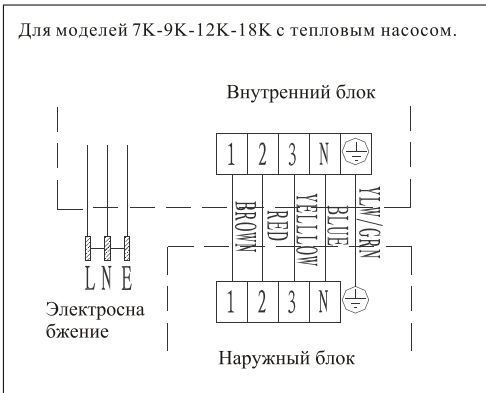 Для моделей 7K-9K-12K-18K с тепловым насосом.
Внутренний блок
1 2 3 N
BROWN
RED
YELLLOW
BLUE
YLW/GRN
L N E
1 2 3 N
Электросна
бжение
Наружный блок